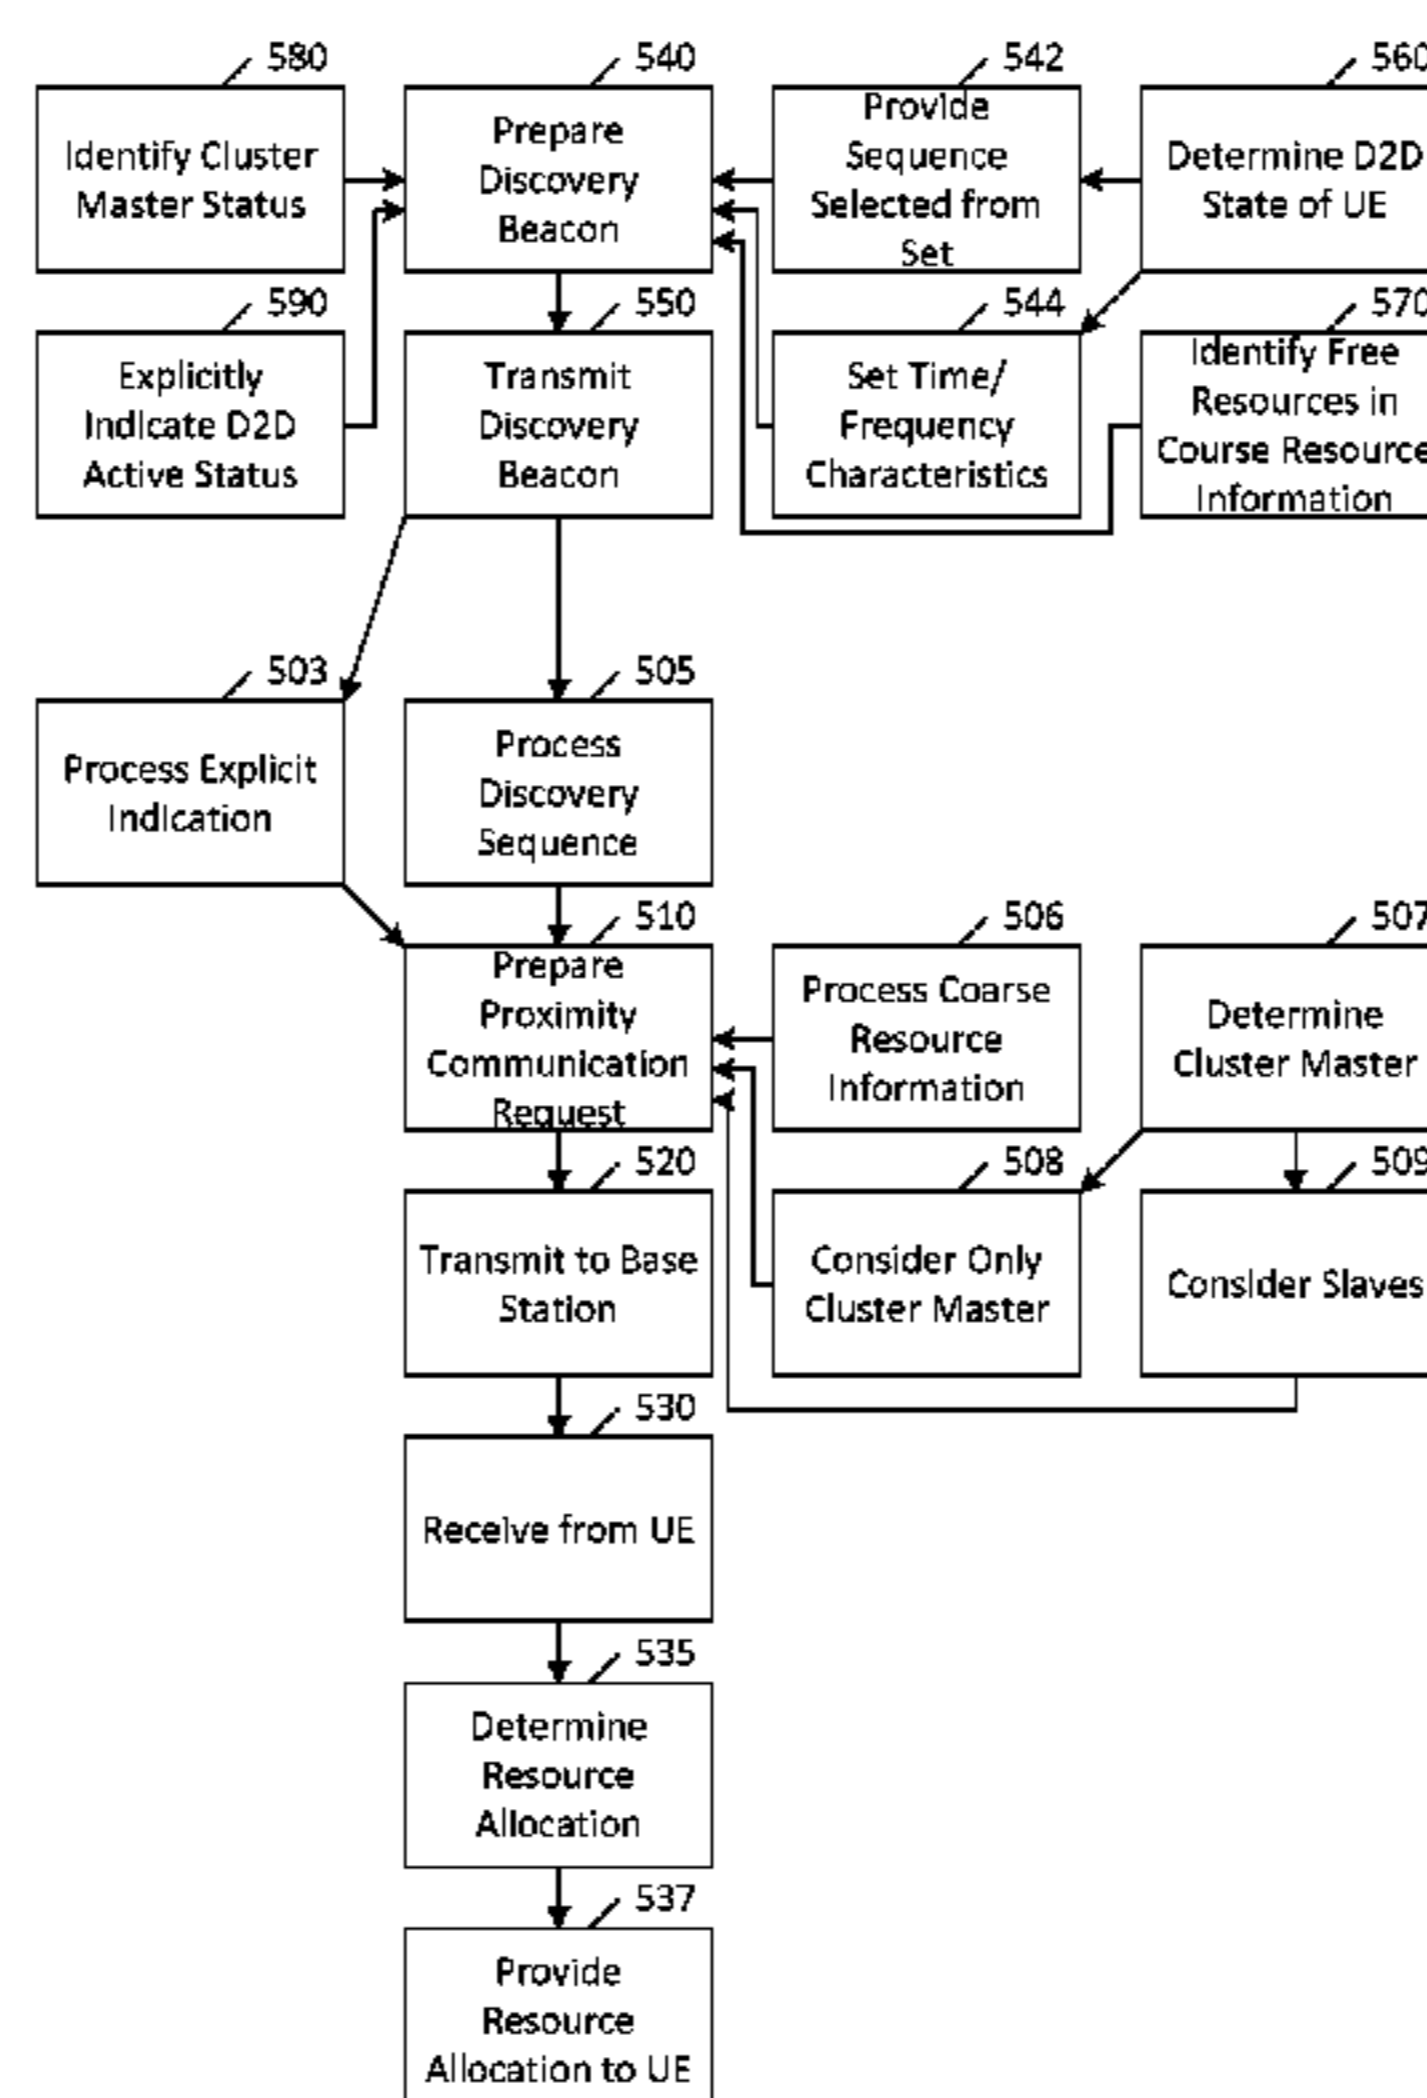 580
Identify Cluster
Master Status
540
Prepare
Discovery
Beacon
542
Provide
Sequence
Selected from
Set
560
Determine D2D
State of UE
590
Explicitly
Indicate D2D
Active Status
550
Transmit
Discovery
Beacon
544
Set Time/
Frequency
Characteristics
570
Identify Free
Resources in
Course Resource
Information
503
Process Explicit
Indication
505
Process
Discovery
Sequence
510
Prepare
Proximity
Communication
Request
506
Process Coarse
Resource
Information
507
Determine
Cluster Master
520
Transmit to Base
Station
508
Consider Only
Cluster Master
509
Consider Slaves
530
Receive from UE
535
Determine
Resource
Allocation
537
Provide
Resource
Allocation to UE